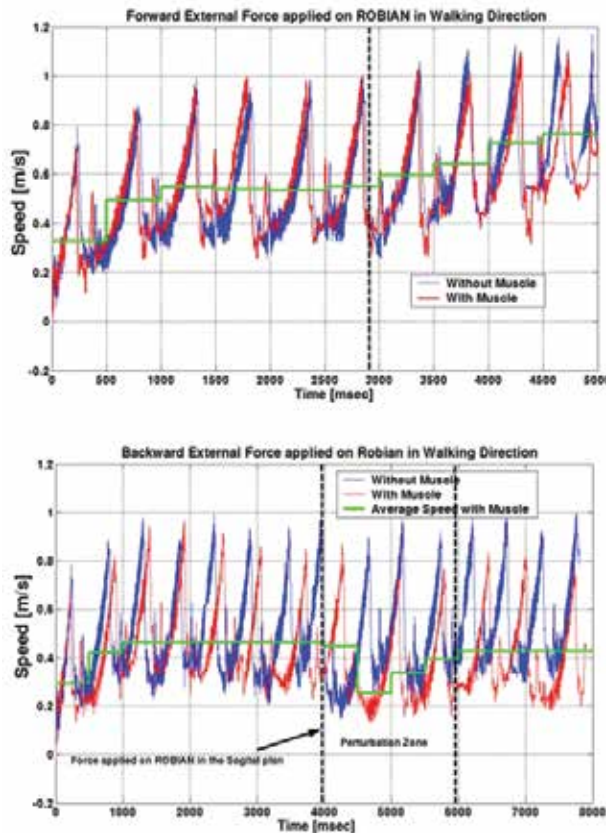 Forward External Force applied on ROBIAN in Walking Direction
1.2
1
0.8
0.6
0.4
0.2
0
-0.2
Speed [m/s]
Without Muscle
With Muscle
0 500 1000 1500 2000 2500 3000 3500 4000 4500 5000
Time [msec]
Backward External Force applied on Robian in Walking Direction
1.2
1
0.8
0.6
0.4
0.2
0
-0.2
Speed [m/s]
Without Muscle
With Muscle
Average Speed with Muscle
Force applied on ROBIAN in the Sagital plan
Perturbation Zone
0 1000 2000 3000 4000 5000 6000 7000 8000
Time [msec]